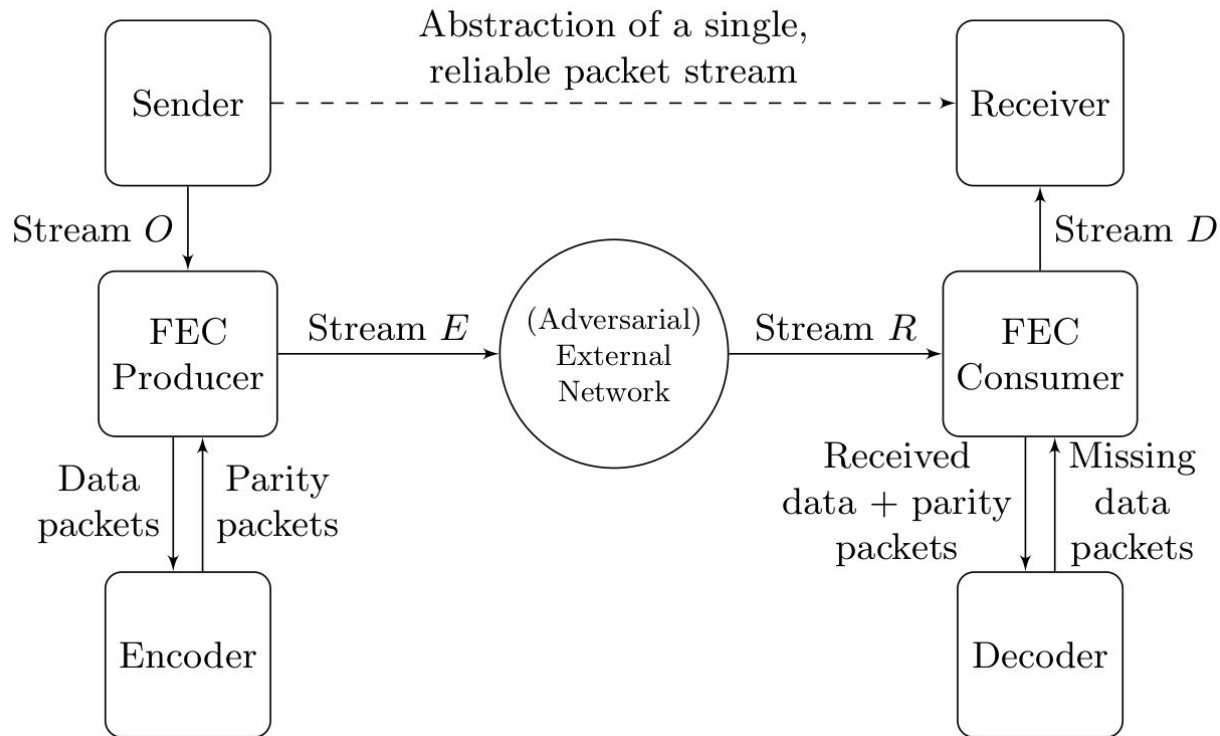 Abstraction of a single,
reliable packet stream
Sender
Receiver
Stream O
Stream D
FEC
Producer
Stream E
(Adversarial)
External
Network
Stream R
FEC
Consumer
Data
packets
Parity
packets
Received
data + parity
packets
Missing
data
packets
Encoder
Decoder